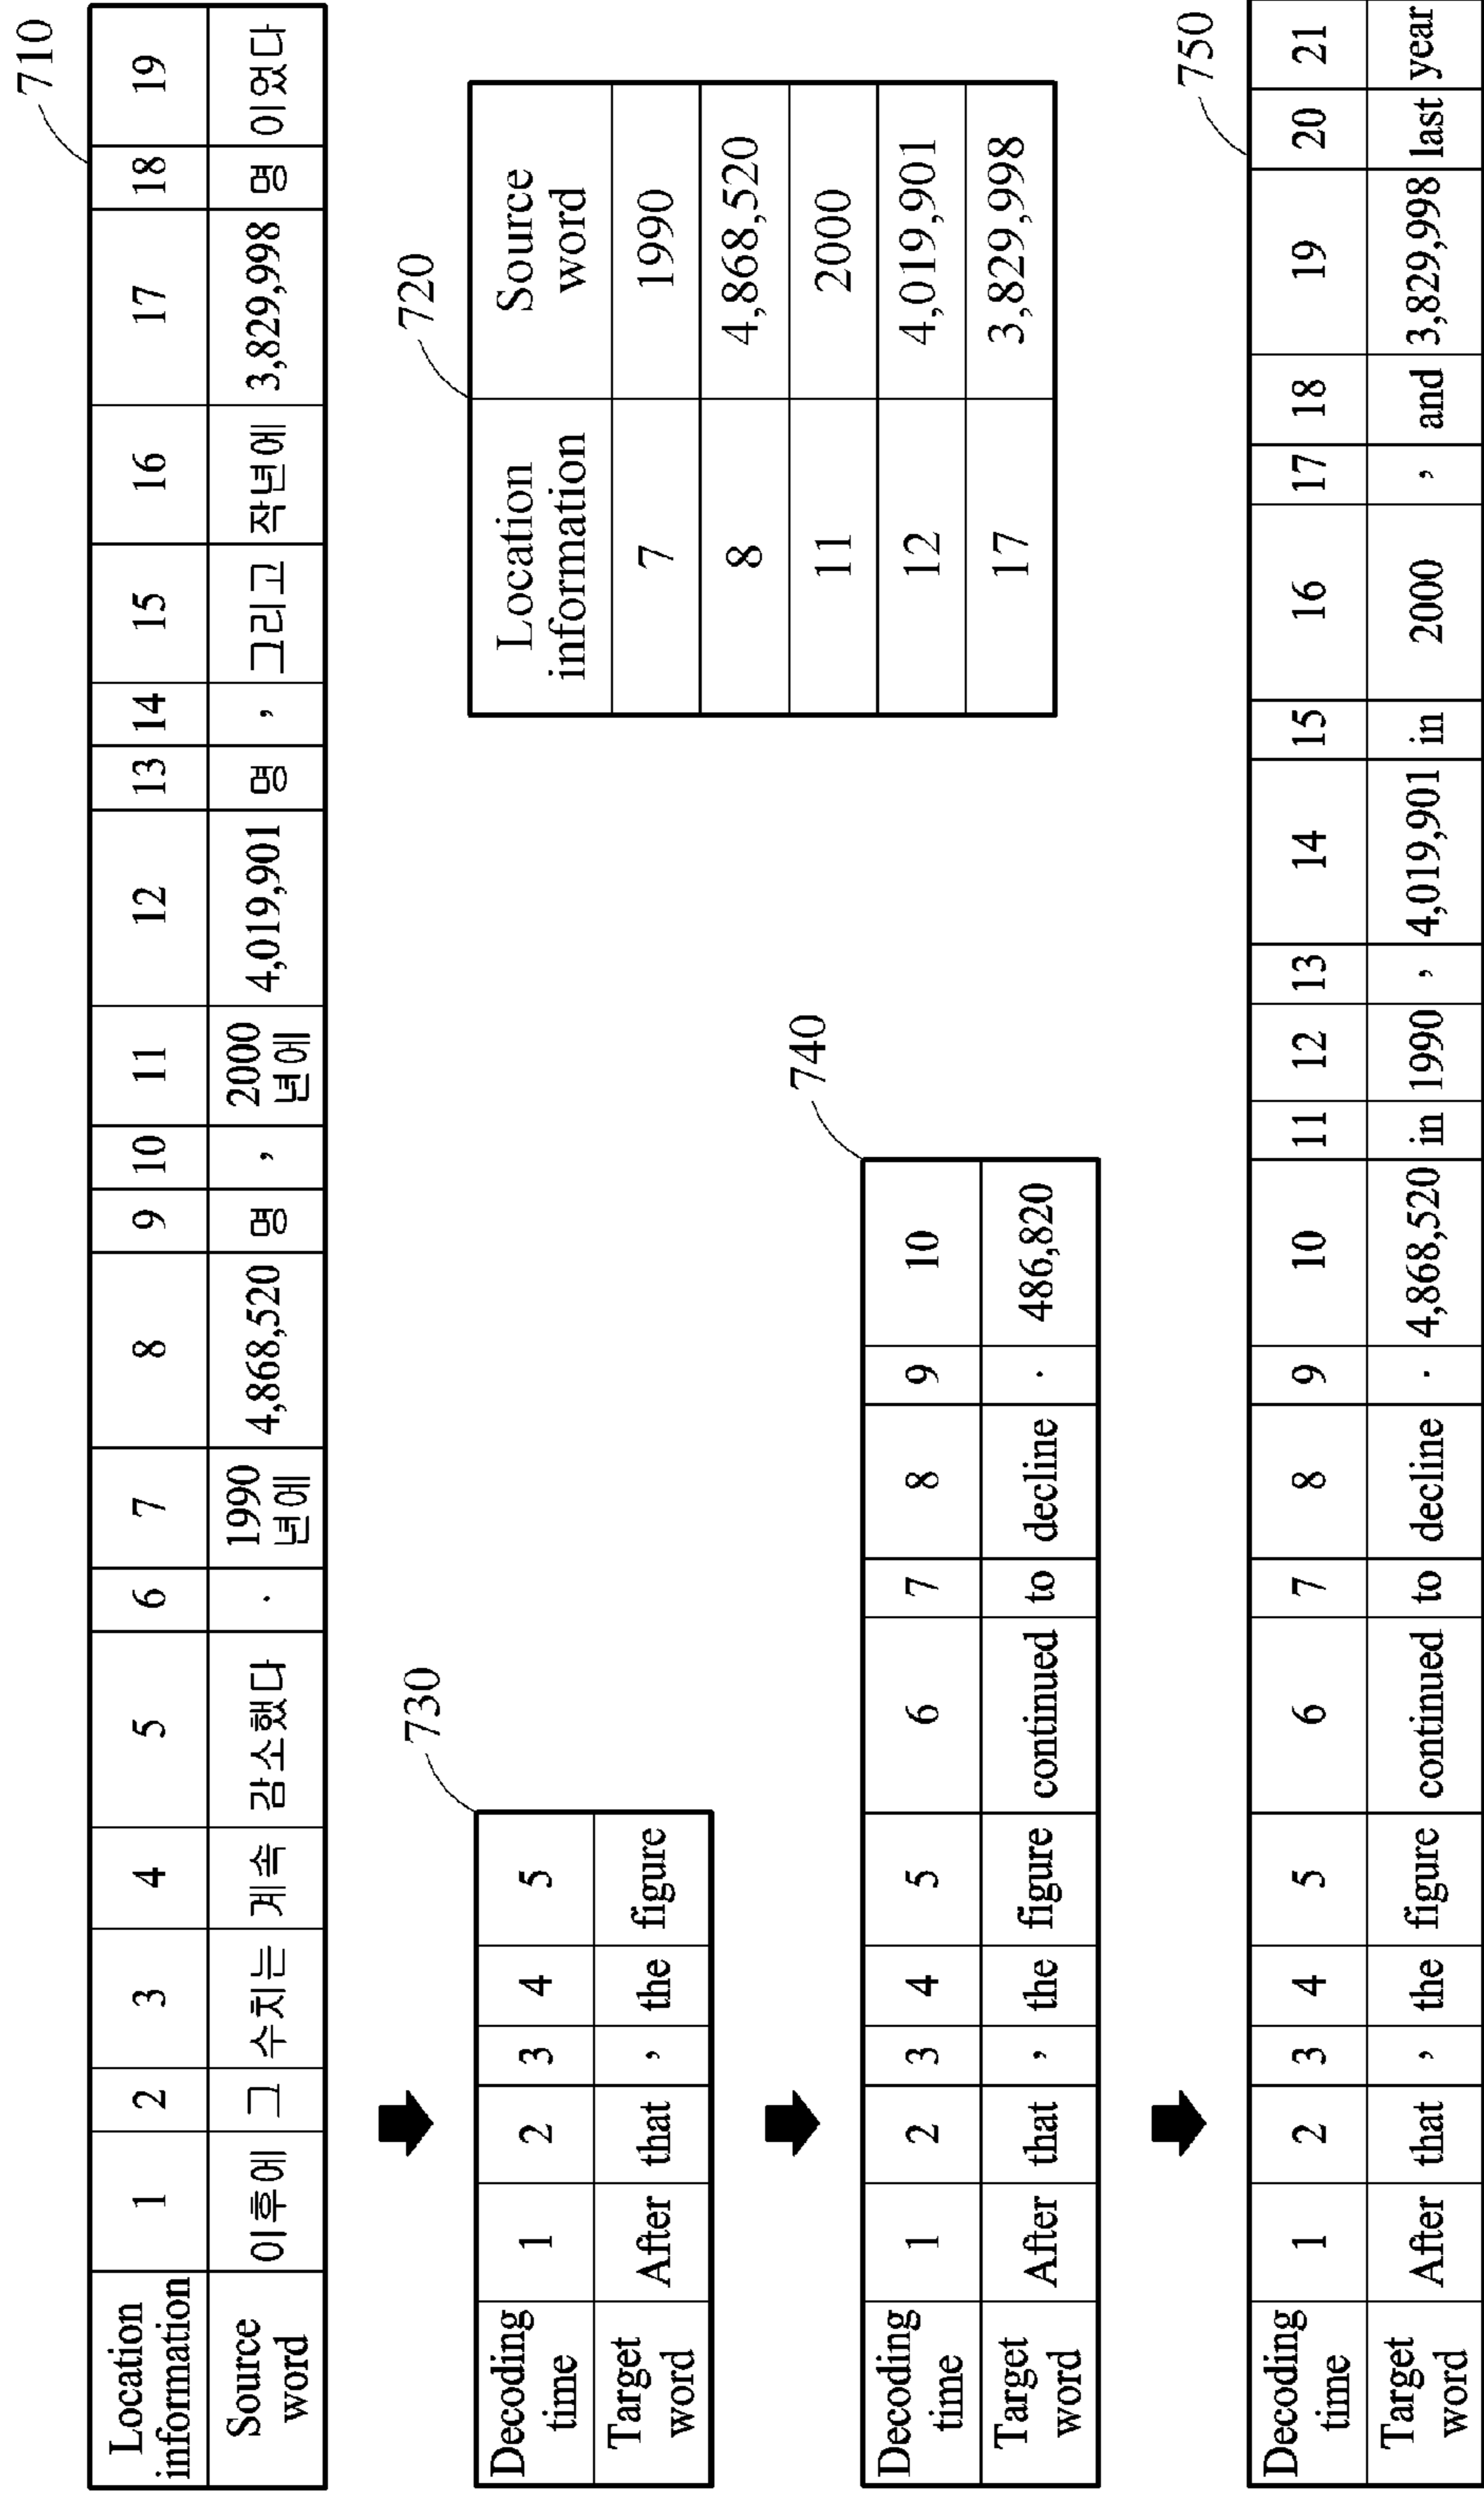 710
Location information 1 2 3 4 5 6 7 8 9 10 11 12 13 14 15 16 17 18 19
Source word 이후에 그 수치는 계속 감소했다 . 1990년에 4,868,520 명 , 2000년에 4,019,901 명 , 그리고 작년에 3,829,998 명 이었다
720
Location information Source word
7 1990
8 4,868,520
11 2000
12 4,019,901
17 3,829,998
730
Decoding time 1 2 3 4 5
Target word After that , the figure
740
Decoding time 1 2 3 4 5 6 7 8 9 10
Target word After that , the figure continued to decline . 486,820
750
Decoding time 1 2 3 4 5 6 7 8 9 10 11 12 13 14 15 16 17 18 19 20 21
Target word After that , the figure continued to decline . 4,868,520 in 1990 , 4,019,901 in 2000 , and 3,829,998 last year